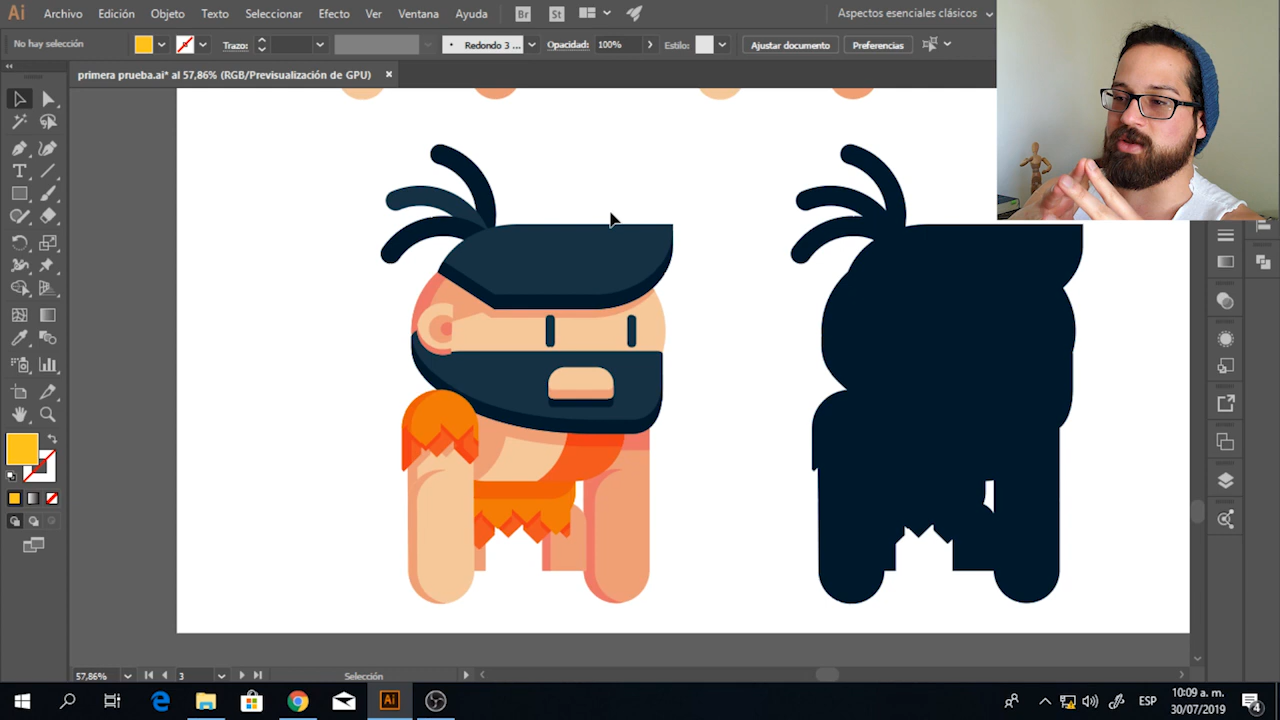 Ai Archivo Edición Objeto Texto Seleccionar Efecto Ver Ventana Ayuda Br St Aspectos esenciales clásicos
No hay selección Trazo: Redondo 3 ... Opacidad: 100% Estilo: Ajustar documento Preferencias
primera prueba.ai* al 57,86% (RGB/Previsualización de GPU) ×
57,86% 3 Selección
Ai ESP 10:09 a. m.
30/07/2019 4